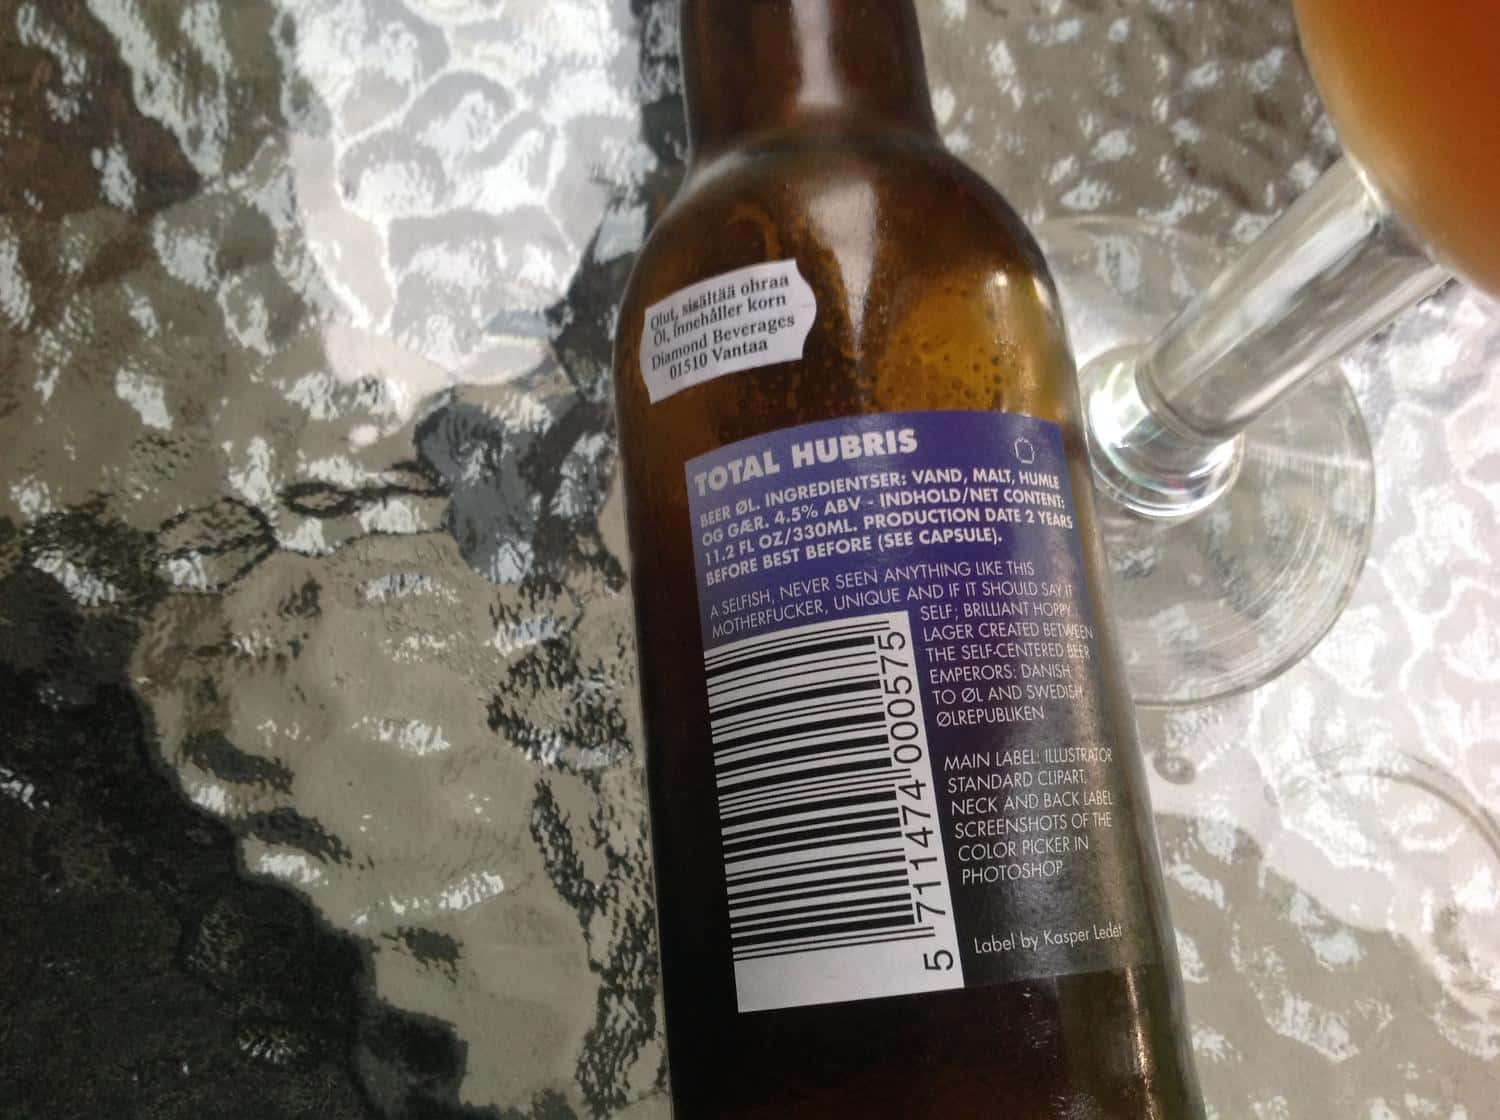 Olut, sisältää ohraa
Öl, innehåller korn
Diamond Beverages
01510 Vantaa
TOTAL HUBRIS
BEER ØL. INGREDIENTSER: VAND, MALT, HUMLE
OG GÆR. 4.5% ABV - INDHOLD/NET CONTENT:
11.2 FL OZ/330ML. PRODUCTION DATE 2 YEARS
BEFORE BEST BEFORE (SEE CAPSULE).
A SELFISH, NEVER SEEN ANYTHING LIKE THIS
MOTHERFUCKER, UNIQUE AND IF IT SHOULD SAY IT
SELF; BRILLIANT HOPPY
LAGER CREATED BETWEEN
THE SELF-CENTERED BEER
EMPERORS: DANISH
TO ØL AND SWEDISH
ØLREPUBLIKEN
MAIN LABEL: ILLUSTRATOR
STANDARD CLIPART,
NECK AND BACK LABEL
SCREENSHOTS OF THE
COLOR PICKER IN
PHOTOSHOP
Label by Kasper Ledet
5 711474 000575